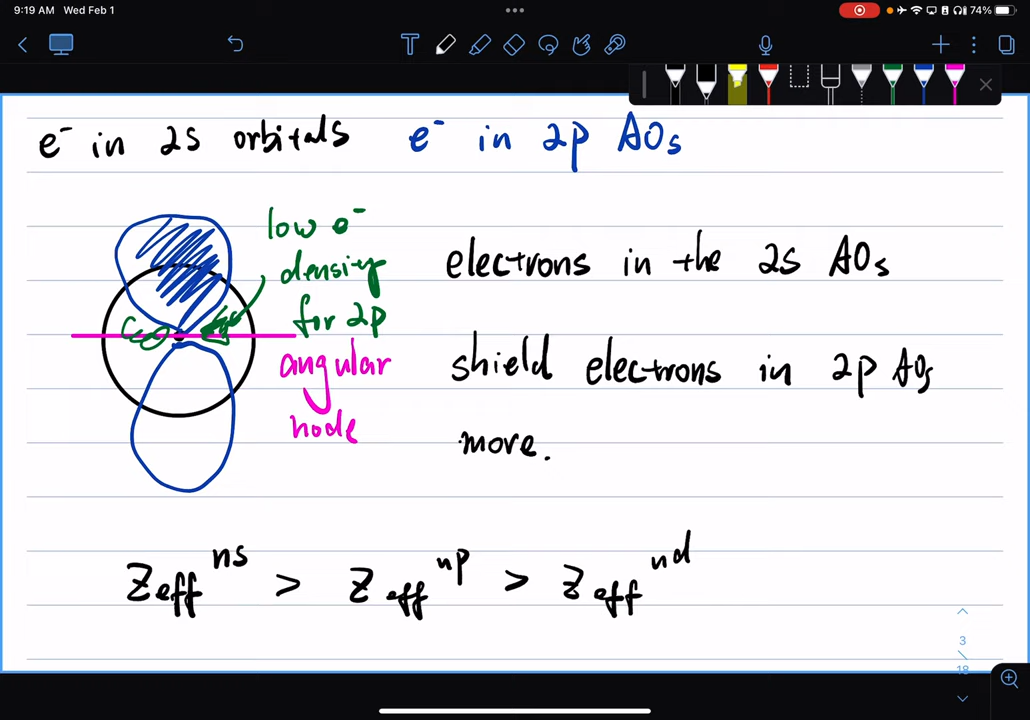 9:19 AM Wed Feb 1
74%
e⁻ in 2s orbitals e⁻ in 2p AOs
low e⁻
density
for 2p
angular
node
electrons in the 2s AOs
shield electrons in 2p AOs
more.
Zeff^ns > Zeff^np > Zeff^nd
3
18